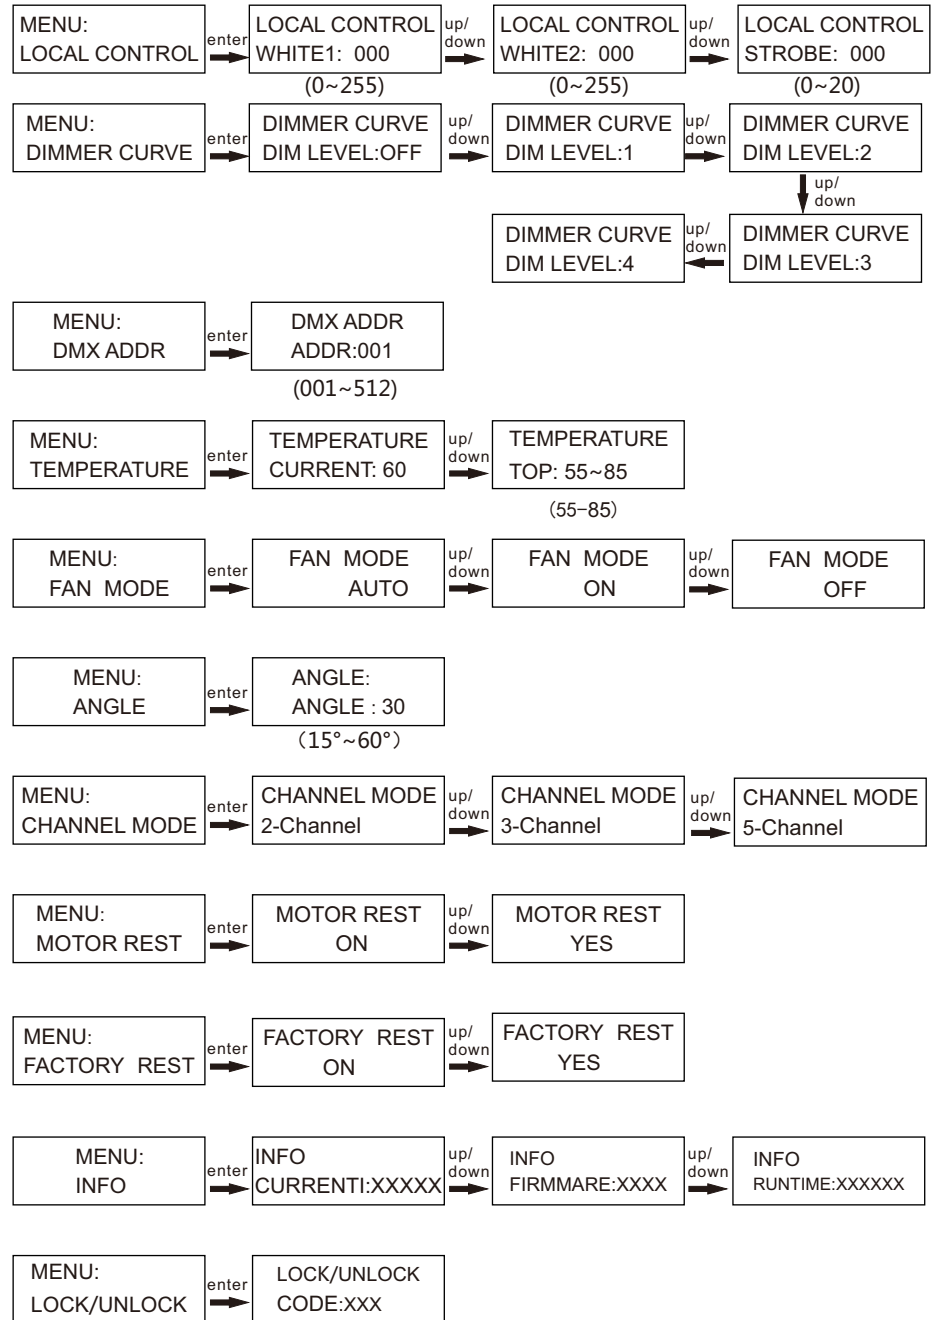 MENU:
LOCAL CONTROL
enter
LOCAL CONTROL
WHITE1: 000
(0~255)
up/
down
LOCAL CONTROL
WHITE2: 000
(0~255)
up/
down
LOCAL CONTROL
STROBE: 000
(0~20)
MENU:
DIMMER CURVE
enter
DIMMER CURVE
DIM LEVEL:OFF
up/
down
DIMMER CURVE
DIM LEVEL:1
up/
down
DIMMER CURVE
DIM LEVEL:2
up/
down
DIMMER CURVE
DIM LEVEL:3
up/
down
DIMMER CURVE
DIM LEVEL:4
MENU:
DMX ADDR
enter
DMX ADDR
ADDR:001
(001~512)
MENU:
TEMPERATURE
enter
TEMPERATURE
CURRENT: 60
up/
down
TEMPERATURE
TOP: 55~85
(55-85)
MENU:
FAN MODE
enter
FAN MODE
AUTO
up/
down
FAN MODE
ON
up/
down
FAN MODE
OFF
MENU:
ANGLE
enter
ANGLE:
ANGLE : 30
(15°~60°)
MENU:
CHANNEL MODE
enter
CHANNEL MODE
2-Channel
up/
down
CHANNEL MODE
3-Channel
up/
down
CHANNEL MODE
5-Channel
MENU:
MOTOR REST
enter
MOTOR REST
ON
up/
down
MOTOR REST
YES
MENU:
FACTORY REST
enter
FACTORY REST
ON
up/
down
FACTORY REST
YES
MENU:
INFO
enter
INFO
CURRENTI:XXXXX
up/
down
INFO
FIRMMARE:XXXX
up/
down
INFO
RUNTIME:XXXXXX
MENU:
LOCK/UNLOCK
enter
LOCK/UNLOCK
CODE:XXX